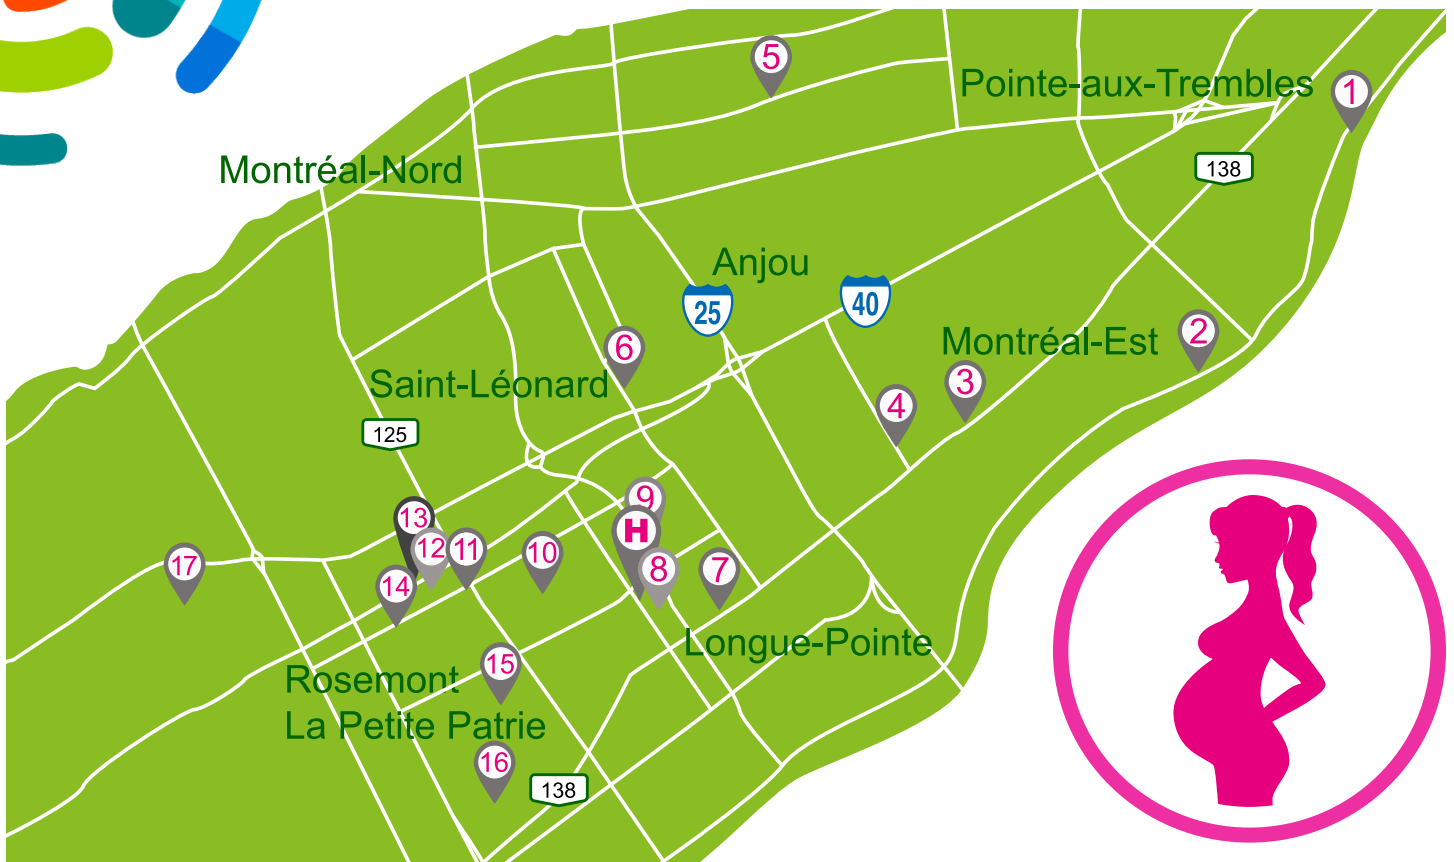 5
Pointe-aux-Trembles
1
138
Montréal-Nord
Anjou
25
40
2
Montréal-Est
6
3
Saint-Léonard
4
125
9
13
H
12
11
10
17
8
7
14
Longue-Pointe
15
Rosemont
La Petite Patrie
16
138